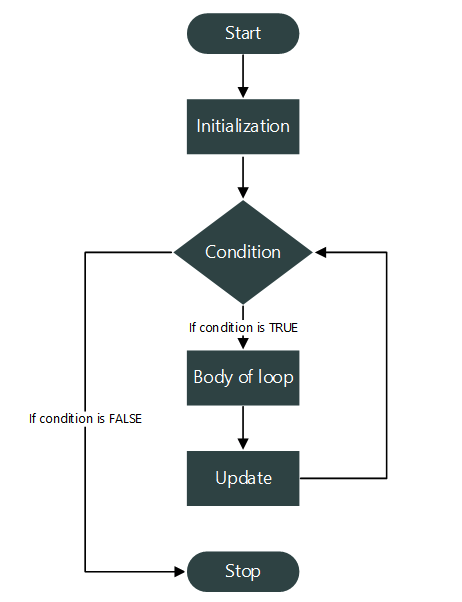 Start
Initialization
Condition
If condition is TRUE
Body of loop
If condition is FALSE
Update
Stop